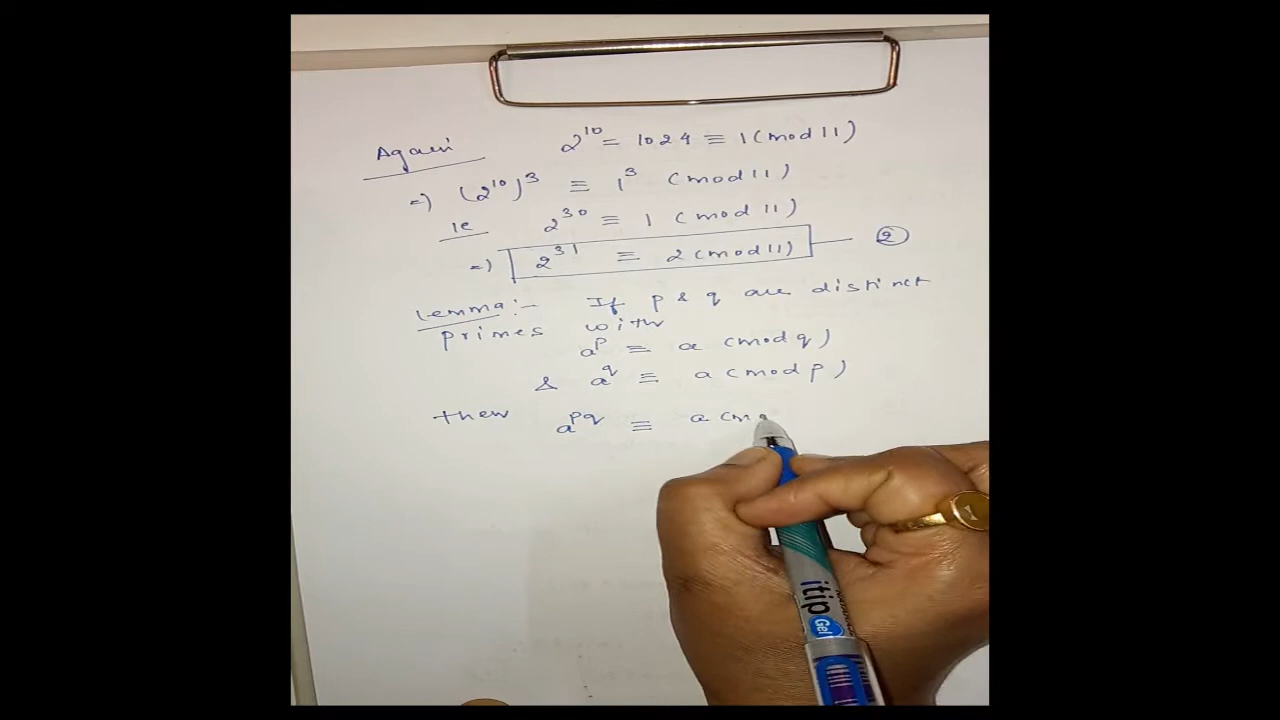 Again 2^10 = 1024 ≡ 1 (mod 11)
=) (2^10)^3 ≡ 1^3 (mod 11)
ie 2^30 ≡ 1 (mod 11)
=) 2^31 ≡ 2 (mod 11) — ②
Lemma:- If p & q are distinct
primes with
a^p ≡ a (mod q)
& a^q ≡ a (mod p)
then a^pq ≡ a (mo
itip
Gel